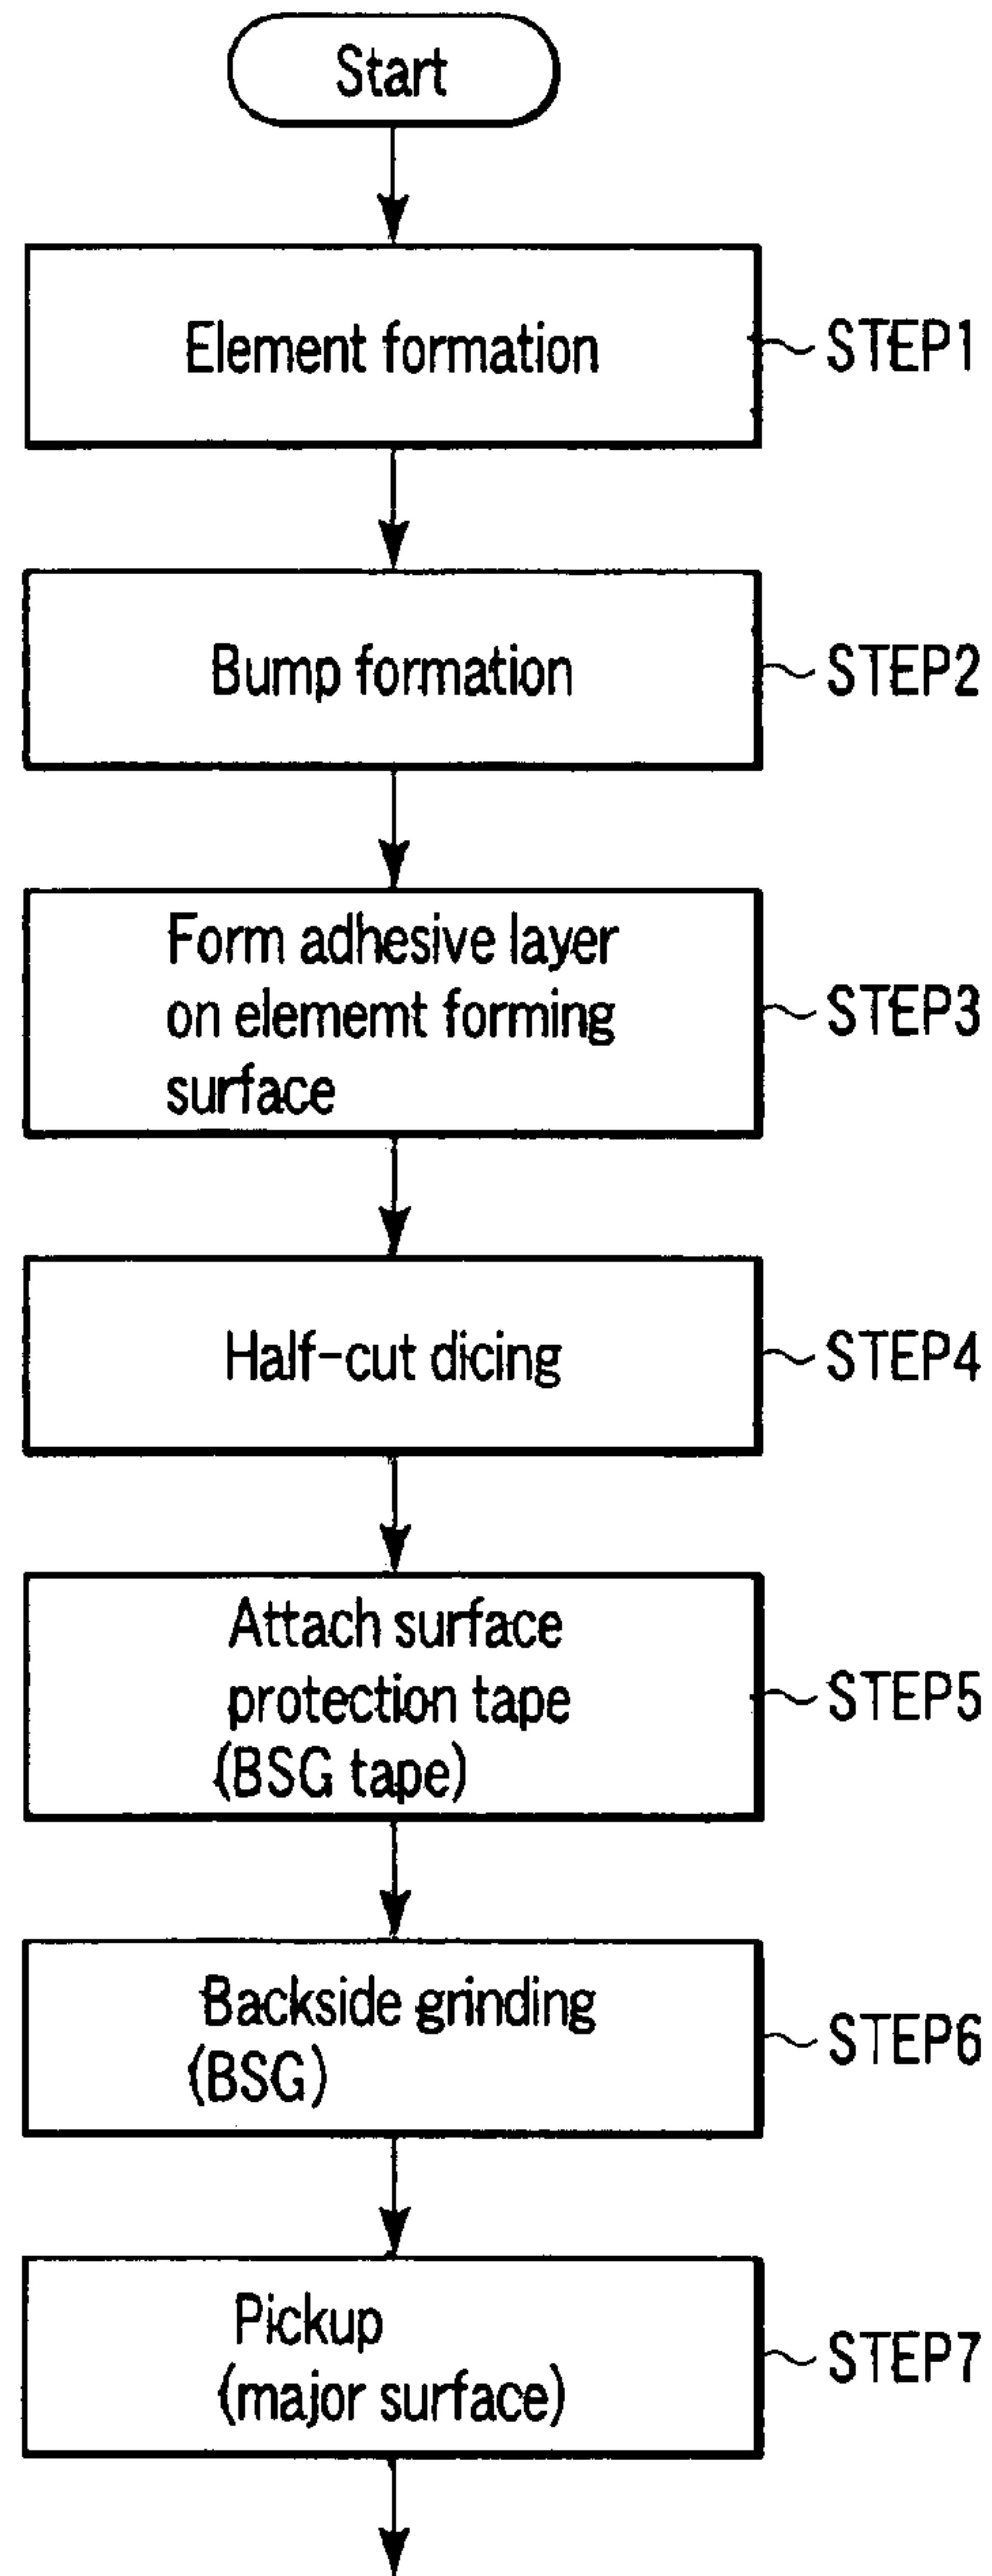 Start
Element formation
STEP1
Bump formation
STEP2
Form adhesive layer
on elememt forming
surface
STEP3
Half-cut dicing
STEP4
Attach surface
protection tape
(BSG tape)
STEP5
Backside grinding
(BSG)
STEP6
Pickup
(major surface)
STEP7